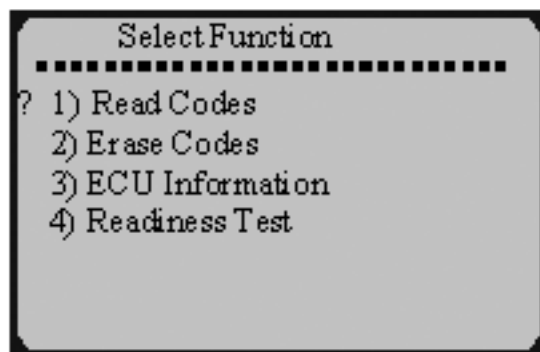 Select Function
? 1) Read Codes
2) Erase Codes
3) ECU Information
4) Readiness Test